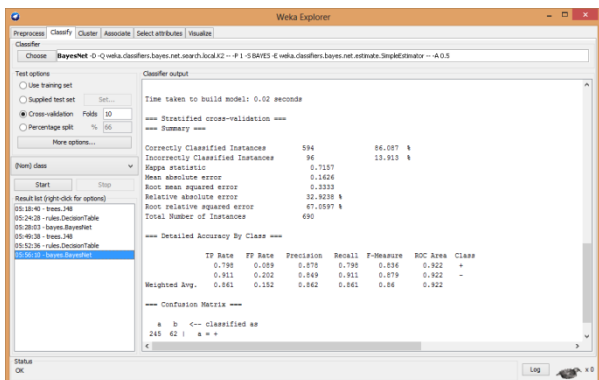 Weka Explorer
Preprocess Classify Cluster Associate Select attributes Visualize
Classifier
Choose BayesNet -D -Q weka.classifiers.bayes.net.search.local.K2 -- -P 1 -S BAYES -E weka.classifiers.bayes.net.estimate.SimpleEstimator -- -A 0.5
Test options
Use training set
Supplied test set Set...
Cross-validation Folds 10
Percentage split % 66
More options...
(Nom) class
Start Stop
Result list (right-click for options)
05:18:40 - trees.J48
05:24:28 - rules.DecisionTable
05:28:03 - bayes.BayesNet
05:49:38 - trees.J48
05:52:36 - rules.DecisionTable
05:56:10 - bayes.BayesNet
Classifier output
Time taken to build model: 0.02 seconds
=== Stratified cross-validation ===
=== Summary ===
Correctly Classified Instances 594 86.087 %
Incorrectly Classified Instances 96 13.913 %
Kappa statistic 0.7157
Mean absolute error 0.1626
Root mean squared error 0.3333
Relative absolute error 32.9238 %
Root relative squared error 67.0597 %
Total Number of Instances 690
=== Detailed Accuracy By Class ===
TP Rate FP Rate Precision Recall F-Measure ROC Area Class
0.798 0.089 0.878 0.798 0.836 0.922 +
0.911 0.202 0.849 0.911 0.879 0.922 -
Weighted Avg. 0.861 0.152 0.862 0.861 0.86 0.922
=== Confusion Matrix ===
a b <-- classified as
245 62 | a = +
Status
OK
Log
x 0